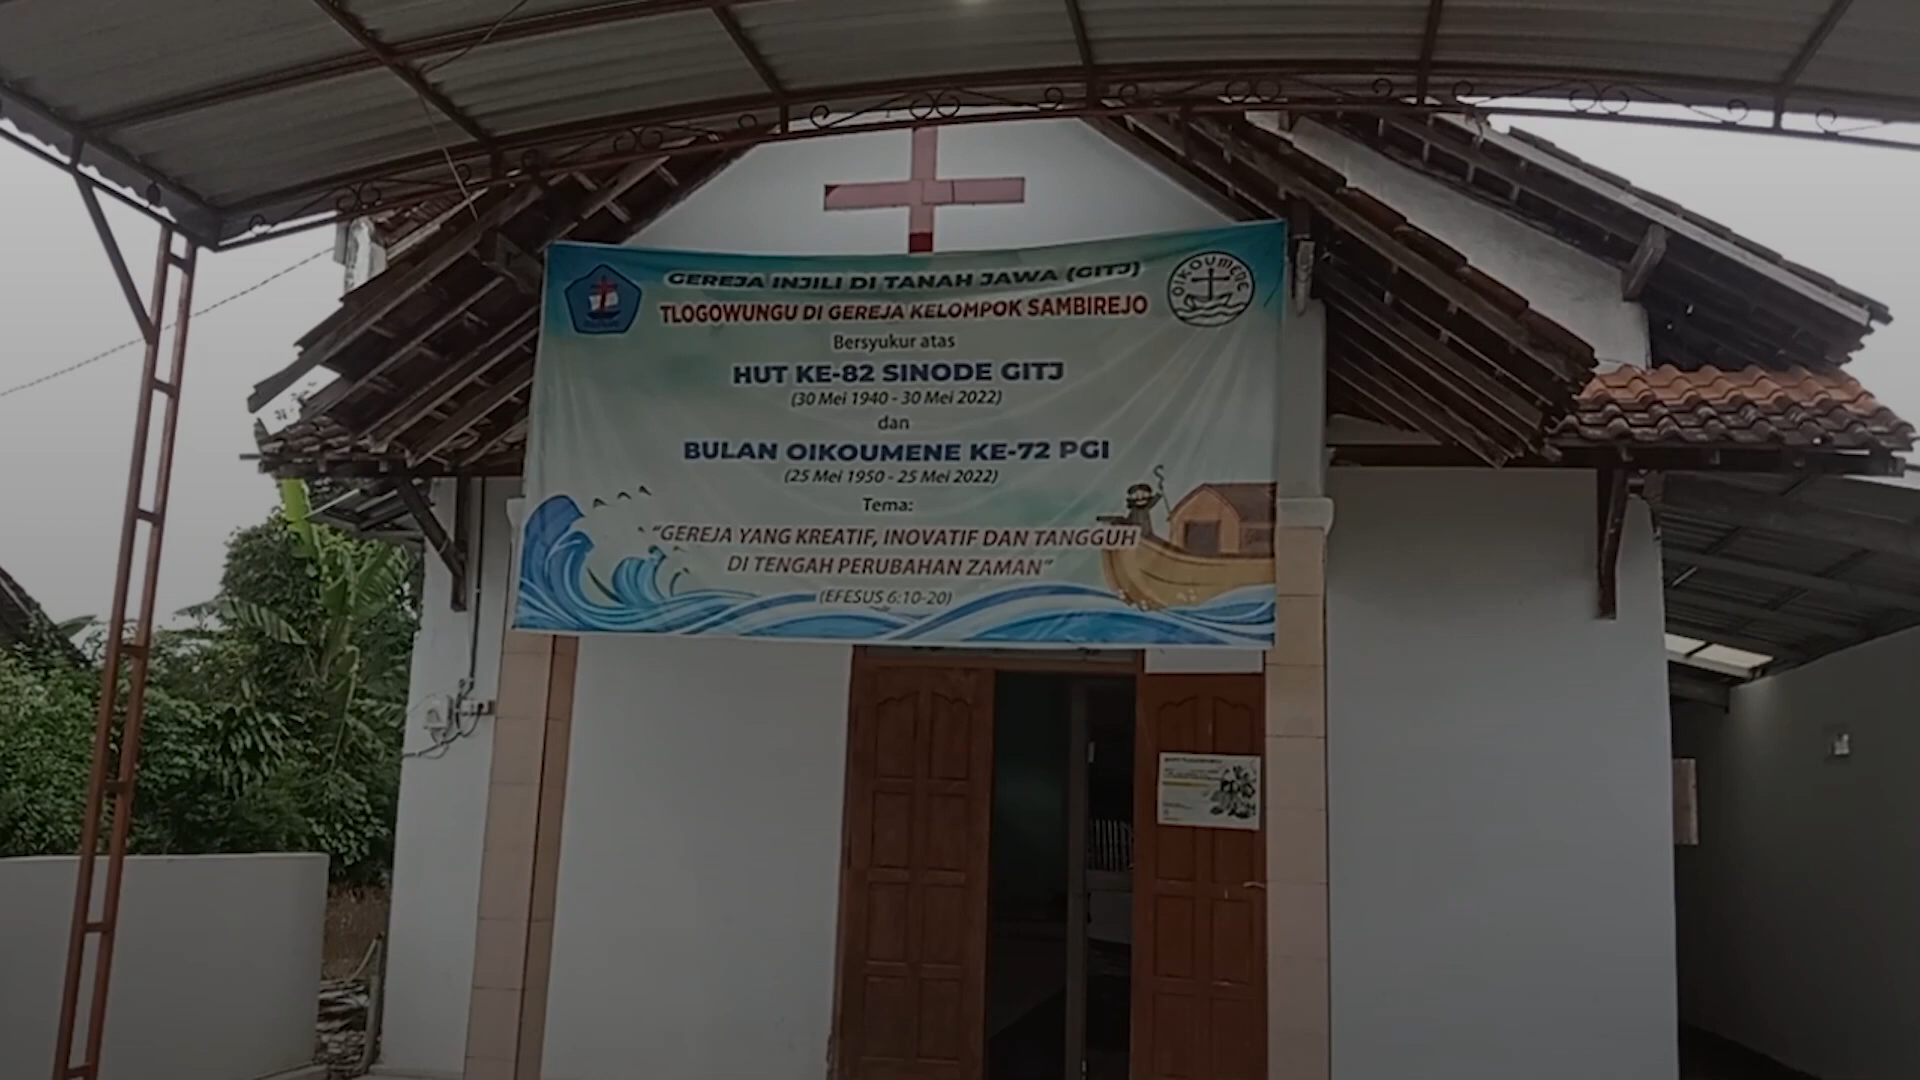 GEREJA INJILI DI TANAH JAWA (GITJ)
TLOGOWUNGU DI GEREJA KELOMPOK SAMBIREJO
Bersyukur atas
HUT KE-82 SINODE GITJ
(30 Mei 1940 - 30 Mei 2022)
dan
BULAN OIKOUMENE KE-72 PGI
(25 Mei 1950 - 25 Mei 2022)
Tema:
"GEREJA YANG KREATIF, INOVATIF DAN TANGGUH
DI TENGAH PERUBAHAN ZAMAN"
(EFESUS 6:10-20)
OIKOUMENE